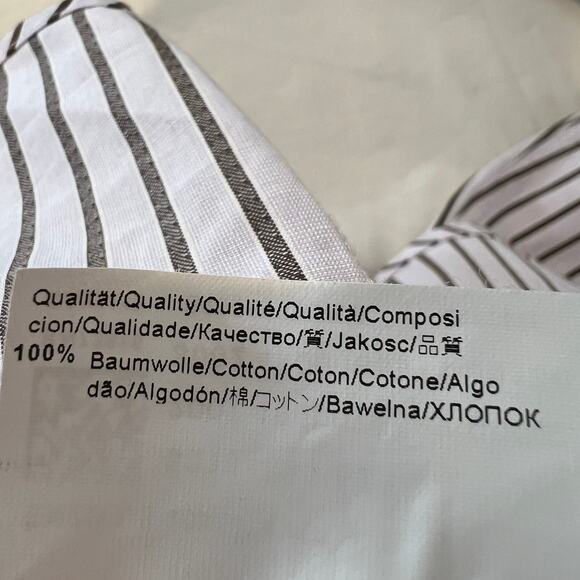 Qualität/Quality/Qualité/Qualità/Composi
cion/Qualidade/Качество/質/Jakosc/品質
100% Baumwolle/Cotton/Coton/Cotone/Algo
dão/Algodón/棉/コットン/Bawelna/ХЛОПОК